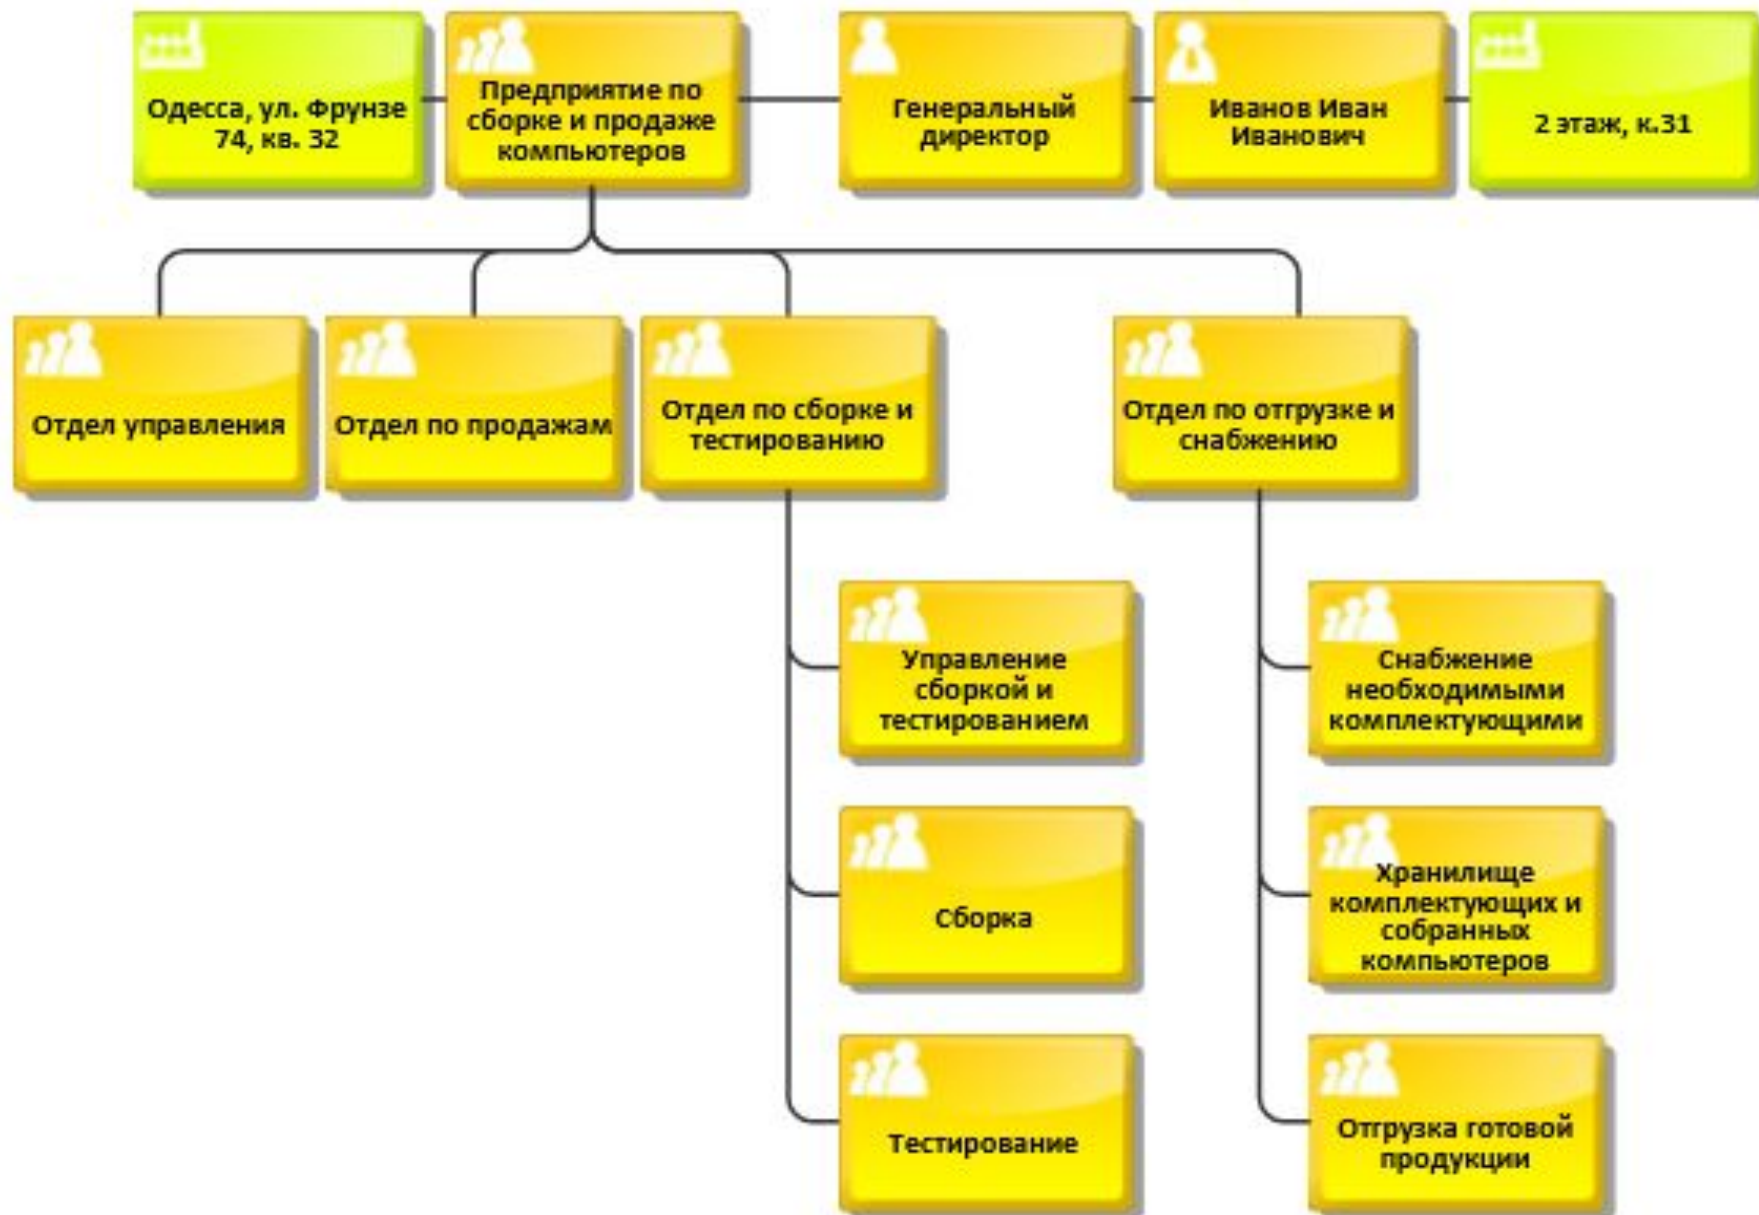 Одесса, ул. Фрунзе
74, кв. 32
Предприятие по
сборке и продаже
компьютеров
Генеральный
директор
Иванов Иван
Иванович
2 этаж, к.31
Отдел управления
Отдел по продажам
Отдел по сборке и
тестированию
Отдел по отгрузке и
снабжению
Управление
сборкой и
тестированием
Снабжение
необходимыми
комплектующими
Сборка
Хранилище
комплектующих и
собранных
компьютеров
Тестирование
Отгрузка готовой
продукции